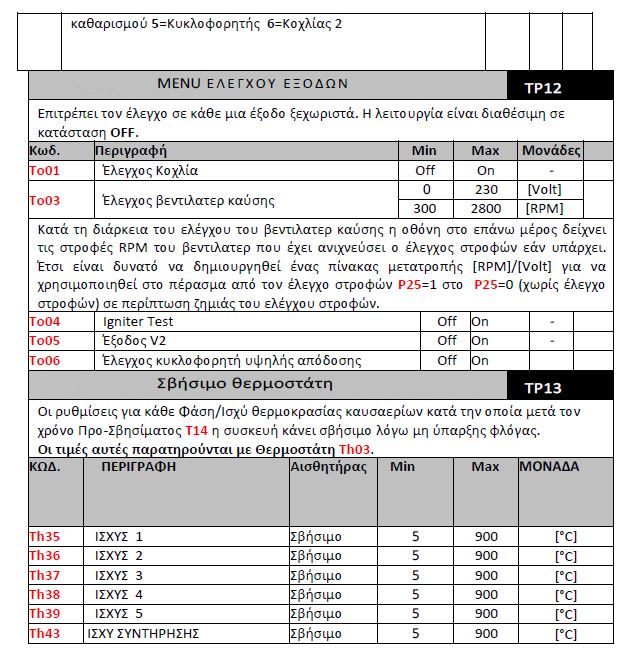 καθαρισμού 5=Κυκλοφορητής 6=Κοχλίας 2
MENU ΕΛΕΓΧΟΥ ΕΞΟΔΩΝ TP12
Επιτρέπει τον έλεγχο σε κάθε μια έξοδο ξεχωριστά. Η λειτουργία είναι διαθέσιμη σε
κατάσταση OFF.
Κωδ. Περιγραφή Min Max Μονάδες
To01 Έλεγχος Κοχλία Off On -
To03 Έλεγχος βεντιλατερ καύσης 0 230 [Volt]
300 2800 [RPM]
Κατά τη διάρκεια του ελέγχου του βεντιλατερ καύσης η οθόνη στο επάνω μέρος δείχνει
τις στροφές RPM του βεντιλατερ που έχει ανιχνεύσει ο έλεγχος στροφών εάν υπάρχει.
Έτσι είναι δυνατό να δημιουργηθεί ένας πίνακας μετατροπής [RPM]/[Volt] για να
χρησιμοποιηθεί στο πέρασμα από τον έλεγχο στροφών P25=1 στο P25=0 (χωρίς έλεγχο
στροφών) σε περίπτωση ζημιάς του ελέγχου στροφών.
To04 Igniter Test Off On -
To05 Έξοδος V2 Off On -
To06 Έλεγχος κυκλοφορητή υψηλής απόδοσης Off On
Σβήσιμο θερμοστάτη TP13
Οι ρυθμίσεις για κάθε Φάση/Ισχύ θερμοκρασίας καυσαερίων κατά την οποία μετά τον
χρόνο Προ-Σβησίματος T14 η συσκευή κάνει σβήσιμο λόγω μη ύπαρξης φλόγας.
Οι τιμές αυτές παρατηρούνται με Θερμοστάτη Th03.
ΚΩΔ. ΠΕΡΙΓΡΑΦΗ Αισθητήρας Min Max ΜΟΝΑΔΑ
Th35 ΙΣΧΥΣ 1 Σβήσιμο 5 900 [°C]
Th36 ΙΣΧΥΣ 2 Σβήσιμο 5 900 [°C]
Th37 ΙΣΧΥΣ 3 Σβήσιμο 5 900 [°C]
Th38 ΙΣΧΥΣ 4 Σβήσιμο 5 900 [°C]
Th39 ΙΣΧΥΣ 5 Σβήσιμο 5 900 [°C]
Th43 ΙΣΧΥ ΣΥΝΤΗΡΗΣΗΣ Σβήσιμο 5 900 [°C]